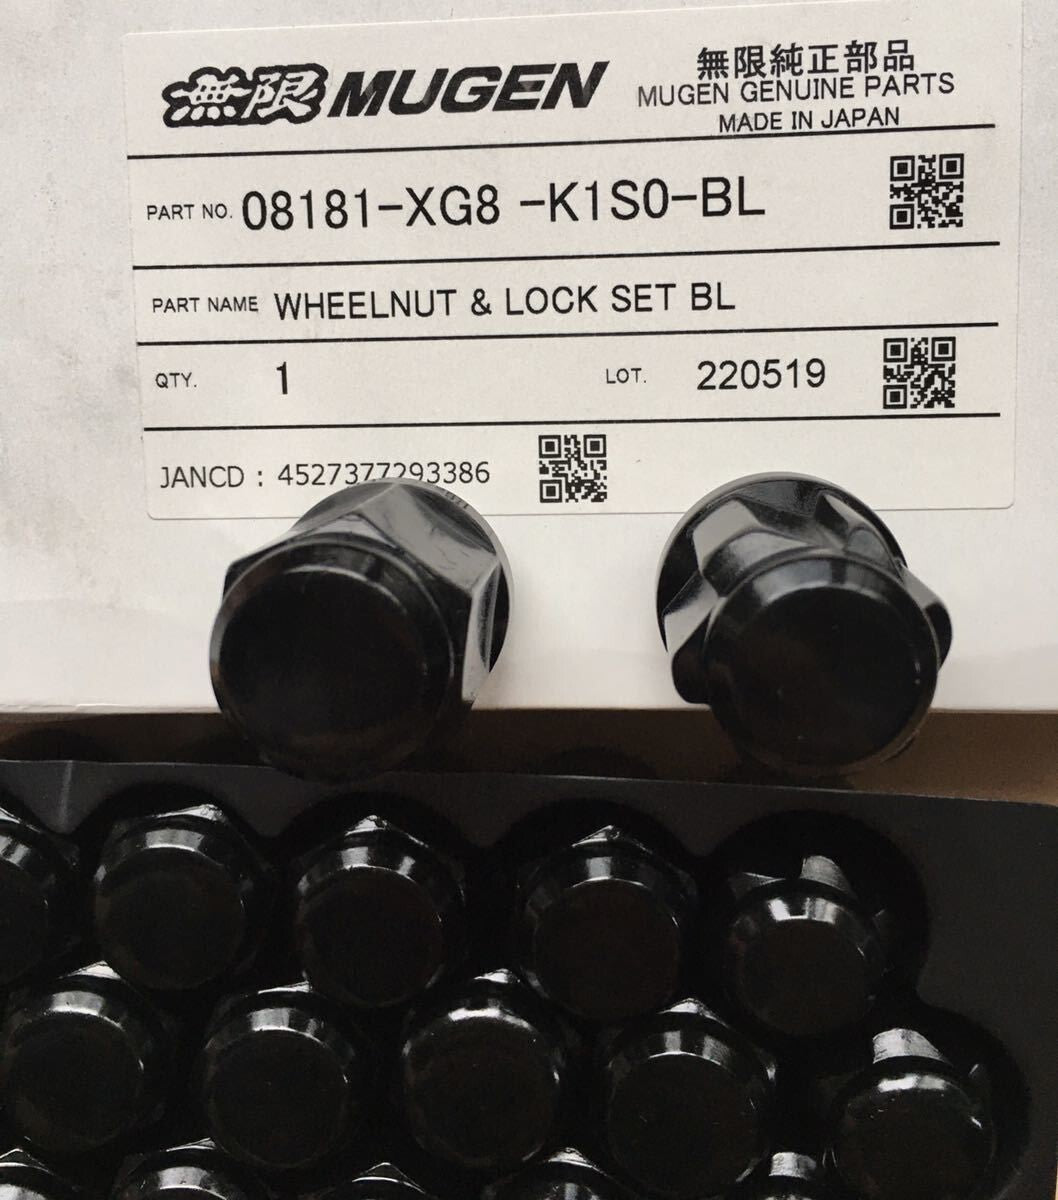 無限 MUGEN
無限純正部品
MUGEN GENUINE PARTS
MADE IN JAPAN
PART NO. 08181-XG8 -K1S0-BL
PART NAME WHEELNUT & LOCK SET BL
QTY. 1 LOT. 220519
JANCD : 4527377293386